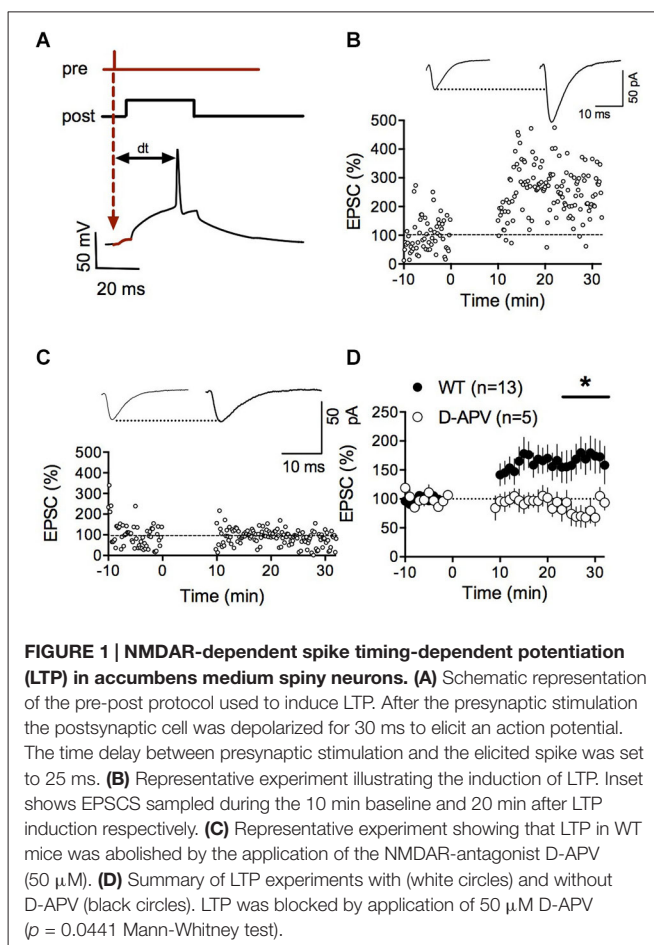 A
pre
post
dt
50 mV
20 ms
B
50 pA
10 ms
500
400
300
200
100
0
EPSC (%)
-10 0 10 20 30
Time (min)
C
50 pA
10 ms
500
400
300
200
100
0
EPSC (%)
-10 0 10 20 30
Time (min)
D
WT (n=13)
D-APV (n=5)
*
250
200
150
100
50
0
EPSC (%)
-10 0 10 20 30
Time (min)
FIGURE 1 | NMDAR-dependent spike timing-dependent potentiation
(LTP) in accumbens medium spiny neurons. (A) Schematic representation
of the pre-post protocol used to induce LTP. After the presynaptic stimulation
the postsynaptic cell was depolarized for 30 ms to elicit an action potential.
The time delay between presynaptic stimulation and the elicited spike was set
to 25 ms. (B) Representative experiment illustrating the induction of LTP. Inset
shows EPSCS sampled during the 10 min baseline and 20 min after LTP
induction respectively. (C) Representative experiment showing that LTP in WT
mice was abolished by the application of the NMDAR-antagonist D-APV
(50 μM). (D) Summary of LTP experiments with (white circles) and without
D-APV (black circles). LTP was blocked by application of 50 μM D-APV
(p = 0.0441 Mann-Whitney test).